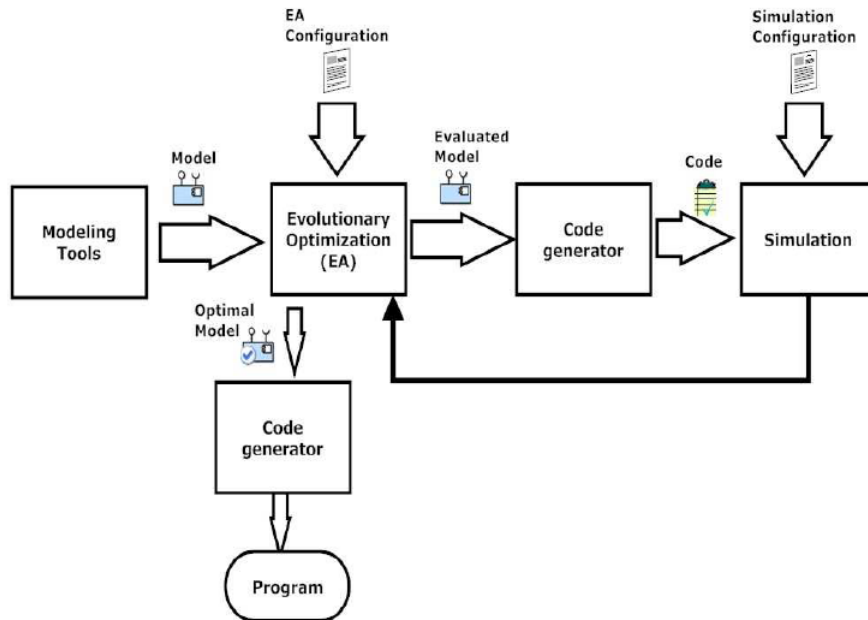 EA
Configuration
Simulation
Configuration
Model
Evaluated
Model
Code
Modeling
Tools
Evolutionary
Optimization
(EA)
Code
generator
Simulation
Optimal
Model
Code
generator
Program